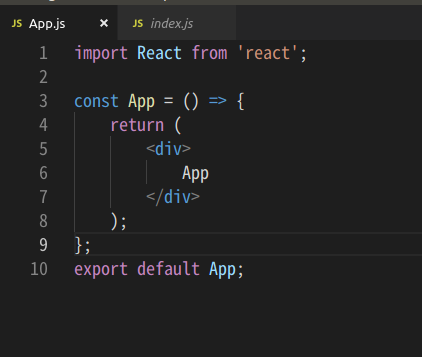 JS App.js × JS index.js
1 import React from 'react';
2
3 const App = () => {
4     return (
5         <div>
6             App
7         </div>
8     );
9 };
10 export default App;